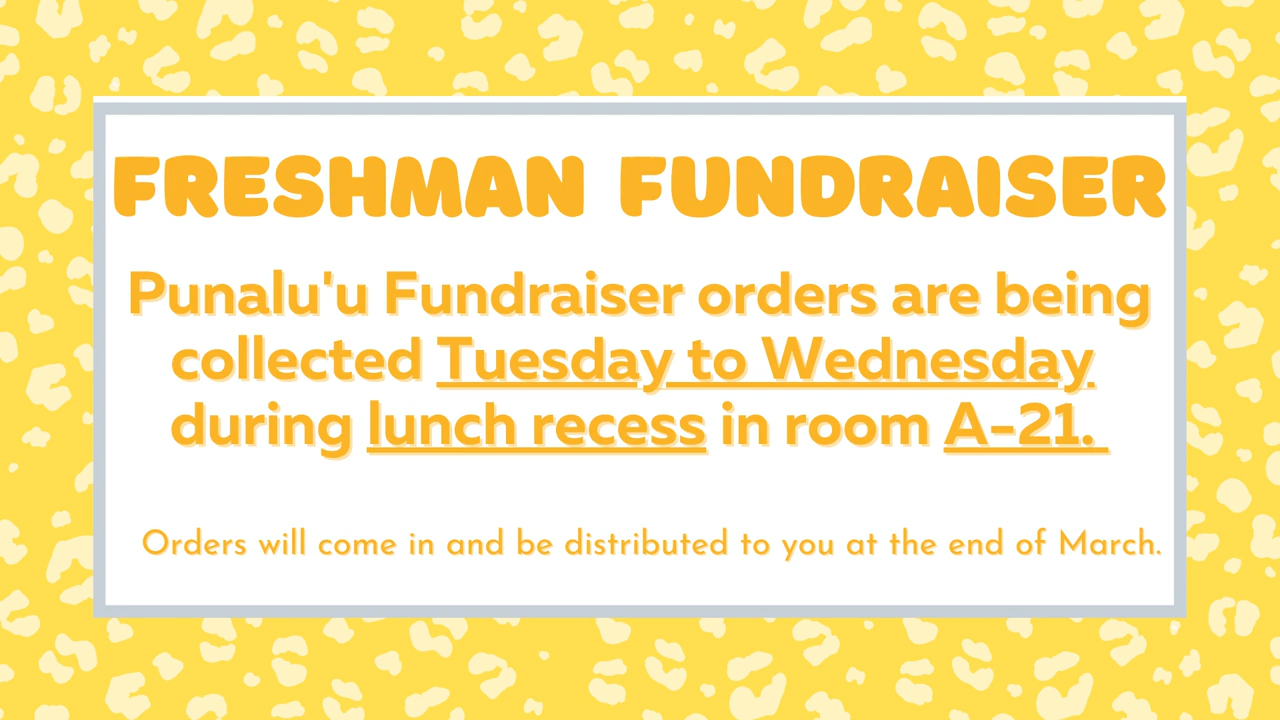 FRESHMAN FUNDRAISER
Punalu'u Fundraiser orders are being
collected Tuesday to Wednesday
during lunch recess in room A-21.
Orders will come in and be distributed to you at the end of March.